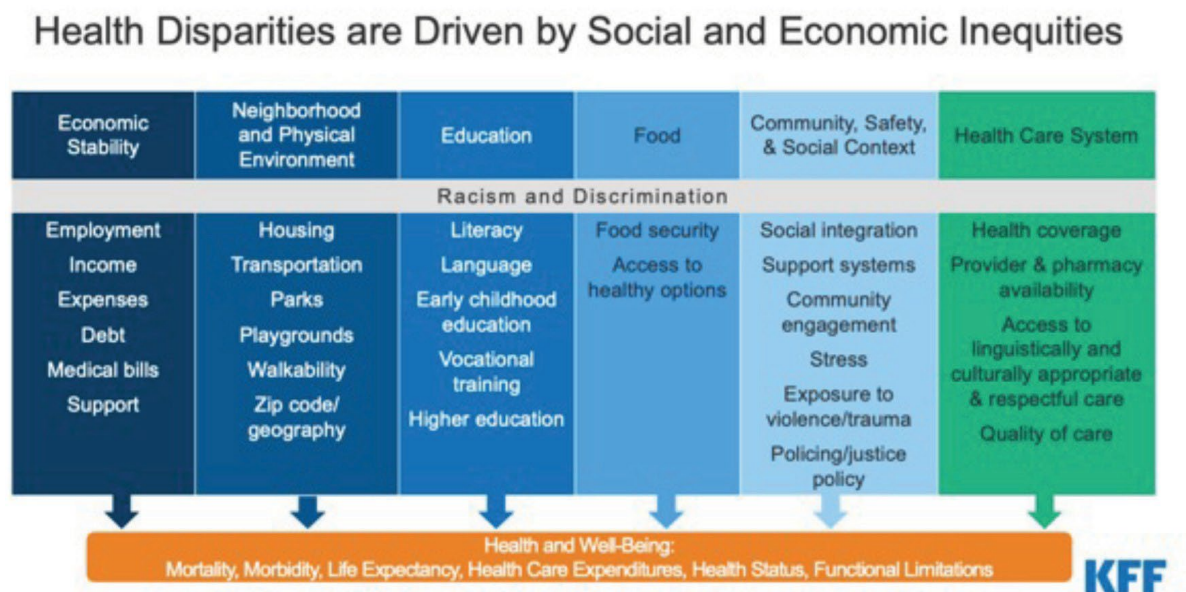 Health Disparities are Driven by Social and Economic Inequities
Economic
Stability
Neighborhood
and Physical
Environment
Education
Food
Community, Safety,
& Social Context
Health Care System
Racism and Discrimination
Employment
Income
Expenses
Debt
Medical bills
Support
Housing
Transportation
Parks
Playgrounds
Walkability
Zip code/
geography
Literacy
Language
Early childhood
education
Vocational
training
Higher education
Food security
Access to
healthy options
Social integration
Support systems
Community
engagement
Stress
Exposure to
violence/trauma
Policing/justice
policy
Health coverage
Provider & pharmacy
availability
Access to
linguistically and
culturally appropriate
& respectful care
Quality of care
Health and Well-Being:
Mortality, Morbidity, Life Expectancy, Health Care Expenditures, Health Status, Functional Limitations
KFF